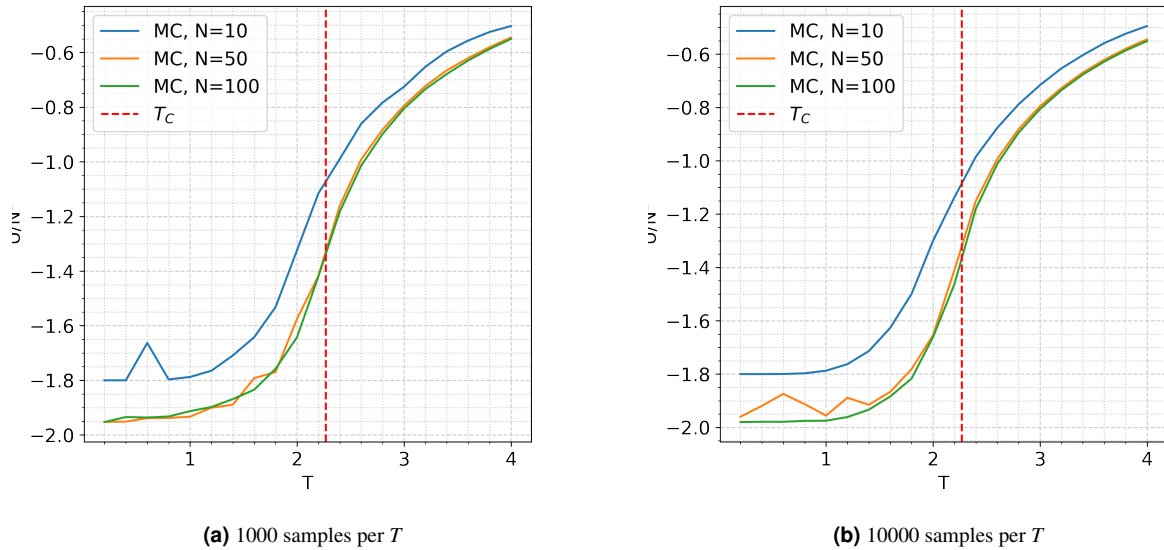 MC, N=10
MC, N=50
MC, N=100
T_C
−0.6
−0.8
−1.0
−1.2
−1.4
−1.6
−1.8
−2.0
1
2
3
4
T
(a) 1000 samples per T
MC, N=10
MC, N=50
MC, N=100
T_C
−0.6
−0.8
−1.0
−1.2
−1.4
−1.6
−1.8
−2.0
1
2
3
4
T
(b) 10000 samples per T